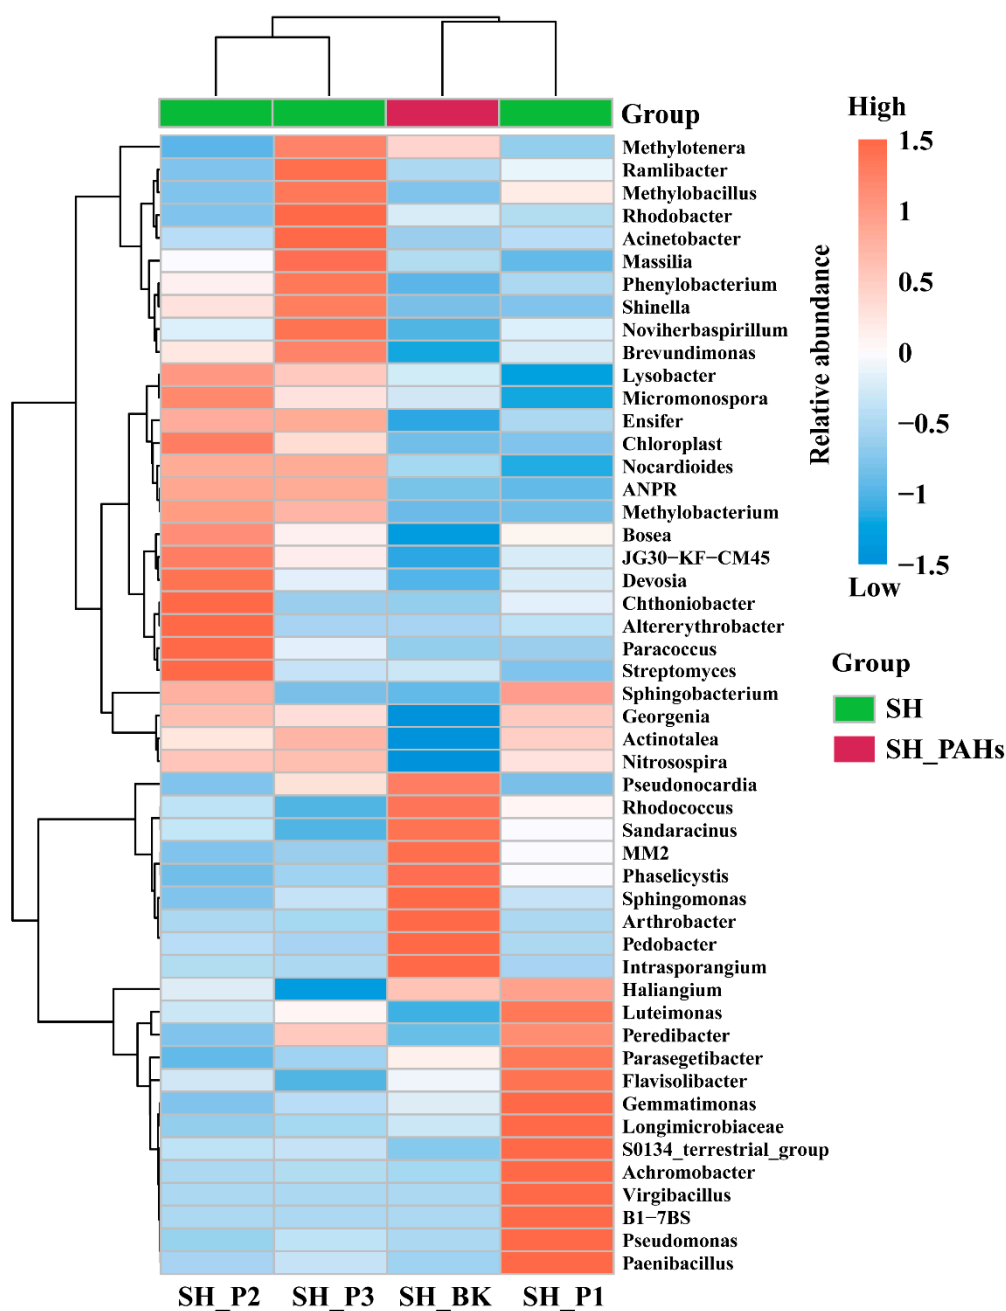 Group
Methylotenera
Ramlibacter
Methylobacillus
Rhodobacter
Acinetobacter
Massilia
Phenylobacterium
Shinella
Noviherbaspirillum
Brevundimonas
Lysobacter
Micromonospora
Ensifer
Chloroplast
Nocardioides
ANPR
Methylobacterium
Bosea
JG30−KF−CM45
Devosia
Chthoniobacter
Altererythrobacter
Paracoccus
Streptomyces
Sphingobacterium
Georgenia
Actinotalea
Nitrosospira
Pseudonocardia
Rhodococcus
Sandaracinus
MM2
Phaselicystis
Sphingomonas
Arthrobacter
Pedobacter
Intrasporangium
Haliangium
Luteimonas
Peredibacter
Parasegetibacter
Flavisolibacter
Gemmatimonas
Longimicrobiaceae
S0134_terrestrial_group
Achromobacter
Virgibacillus
B1−7BS
Pseudomonas
Paenibacillus
SH_P2 SH_P3 SH_BK SH_P1
High
1.5
1
0.5
0
−0.5
−1
−1.5
Low
Relative abundance
Group
SH
SH_PAHs